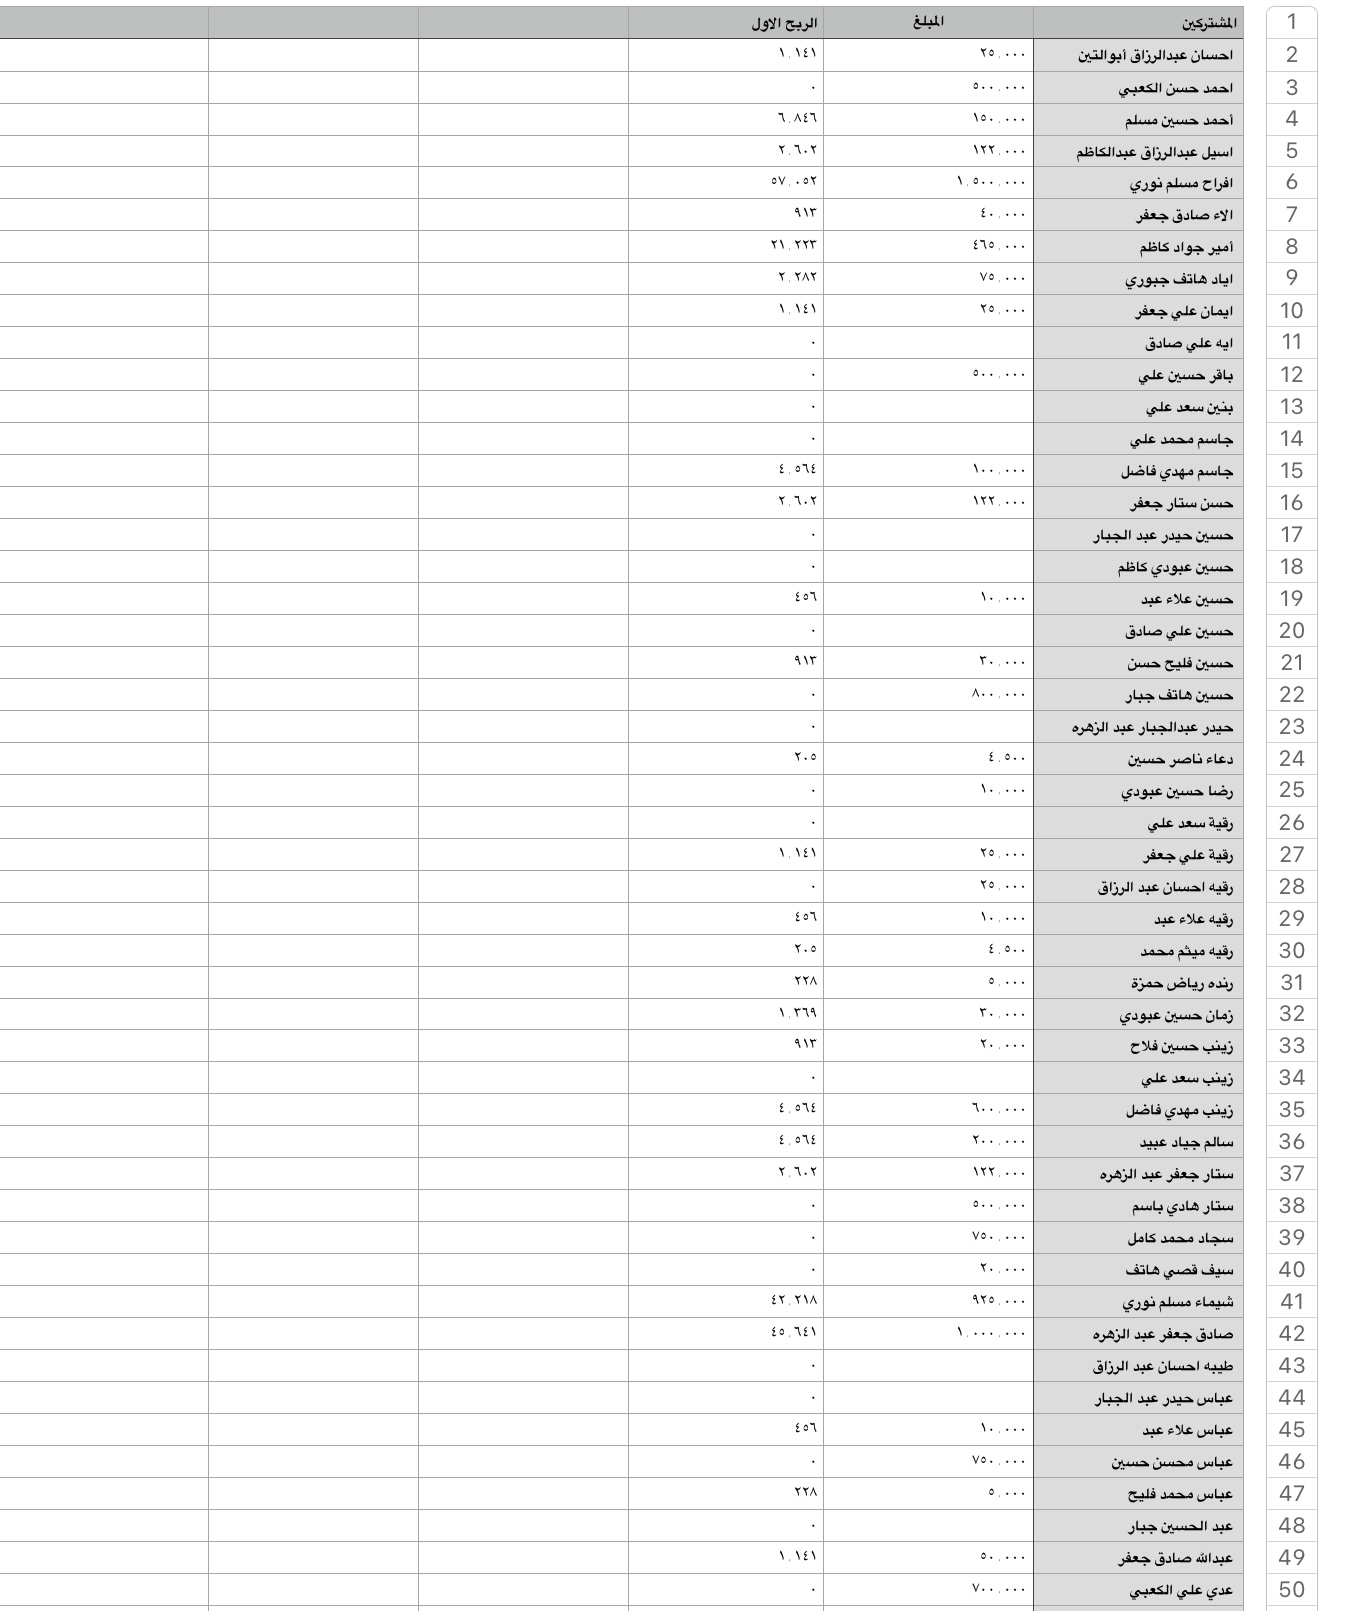 المشتركين المبلغ الربح الاول 1
احسان عبدالرزاق أبوالتين ٢٥.٠٠٠ ١.١٤١ 2
احمد حسن الكعبي ٥٠٠.٠٠٠ ٠ 3
أحمد حسين مسلم ١٥٠.٠٠٠ ٦.٨٤٦ 4
اسيل عبدالرزاق عبدالكاظم ١٢٢.٠٠٠ ٢.٦٠٢ 5
افراح مسلم نوري ١.٥٠٠.٠٠٠ ٥٧.٠٥٢ 6
الاء صادق جعفر ٤٠.٠٠٠ ٩١٣ 7
أمير جواد كاظم ٤٦٥.٠٠٠ ٢١.٢٢٣ 8
اياد هاتف جبوري ٧٥.٠٠٠ ٢.٢٨٢ 9
ايمان علي جعفر ٢٥.٠٠٠ ١.١٤١ 10
ايه علي صادق ٠ 11
باقر حسين علي ٥٠٠.٠٠٠ ٠ 12
بنين سعد علي ٠ 13
جاسم محمد علي ٠ 14
جاسم مهدي فاضل ١٠٠.٠٠٠ ٤.٥٦٤ 15
حسن ستار جعفر ١٢٢.٠٠٠ ٢.٦٠٢ 16
حسين حيدر عبد الجبار ٠ 17
حسين عبودي كاظم ٠ 18
حسين علاء عبد ١٠.٠٠٠ ٤٥٦ 19
حسين علي صادق ٠ 20
حسين فليح حسن ٣٠.٠٠٠ ٩١٣ 21
حسين هاتف جبار ٨٠٠.٠٠٠ ٠ 22
حيدر عبدالجبار عبد الزهره ٠ 23
دعاء ناصر حسين ٤.٥٠٠ ٢٠٥ 24
رضا حسين عبودي ١٠.٠٠٠ ٠ 25
رقية سعد علي ٠ 26
رقية علي جعفر ٢٥.٠٠٠ ١.١٤١ 27
رقيه احسان عبد الرزاق ٢٥.٠٠٠ ٠ 28
رقيه علاء عبد ١٠.٠٠٠ ٤٥٦ 29
رقيه ميثم محمد ٤.٥٠٠ ٢٠٥ 30
رنده رياض حمزة ٥.٠٠٠ ٢٢٨ 31
زمان حسين عبودي ٣٠.٠٠٠ ١.٣٦٩ 32
زينب حسين فلاح ٢٠.٠٠٠ ٩١٣ 33
زينب سعد علي ٠ 34
زينب مهدي فاضل ٦٠٠.٠٠٠ ٤.٥٦٤ 35
سالم جياد عبيد ٢٠٠.٠٠٠ ٤.٥٦٤ 36
ستار جعفر عبد الزهره ١٢٢.٠٠٠ ٢.٦٠٢ 37
ستار هادي باسم ٥٠٠.٠٠٠ ٠ 38
سجاد محمد كامل ٧٥٠.٠٠٠ ٠ 39
سيف قصي هاتف ٢٠.٠٠٠ ٠ 40
شيماء مسلم نوري ٩٢٥.٠٠٠ ٤٢.٢١٨ 41
صادق جعفر عبد الزهره ١.٠٠٠.٠٠٠ ٤٥.٦٤١ 42
طيبه احسان عبد الرزاق ٠ 43
عباس حيدر عبد الجبار ٠ 44
عباس علاء عبد ١٠.٠٠٠ ٤٥٦ 45
عباس محسن حسين ٧٥٠.٠٠٠ ٠ 46
عباس محمد فليح ٥.٠٠٠ ٢٢٨ 47
عبد الحسين جبار ٠ 48
عبدالله صادق جعفر ٥٠.٠٠٠ ١.١٤١ 49
عدي علي الكعبي ٧٠٠.٠٠٠ ٠ 50